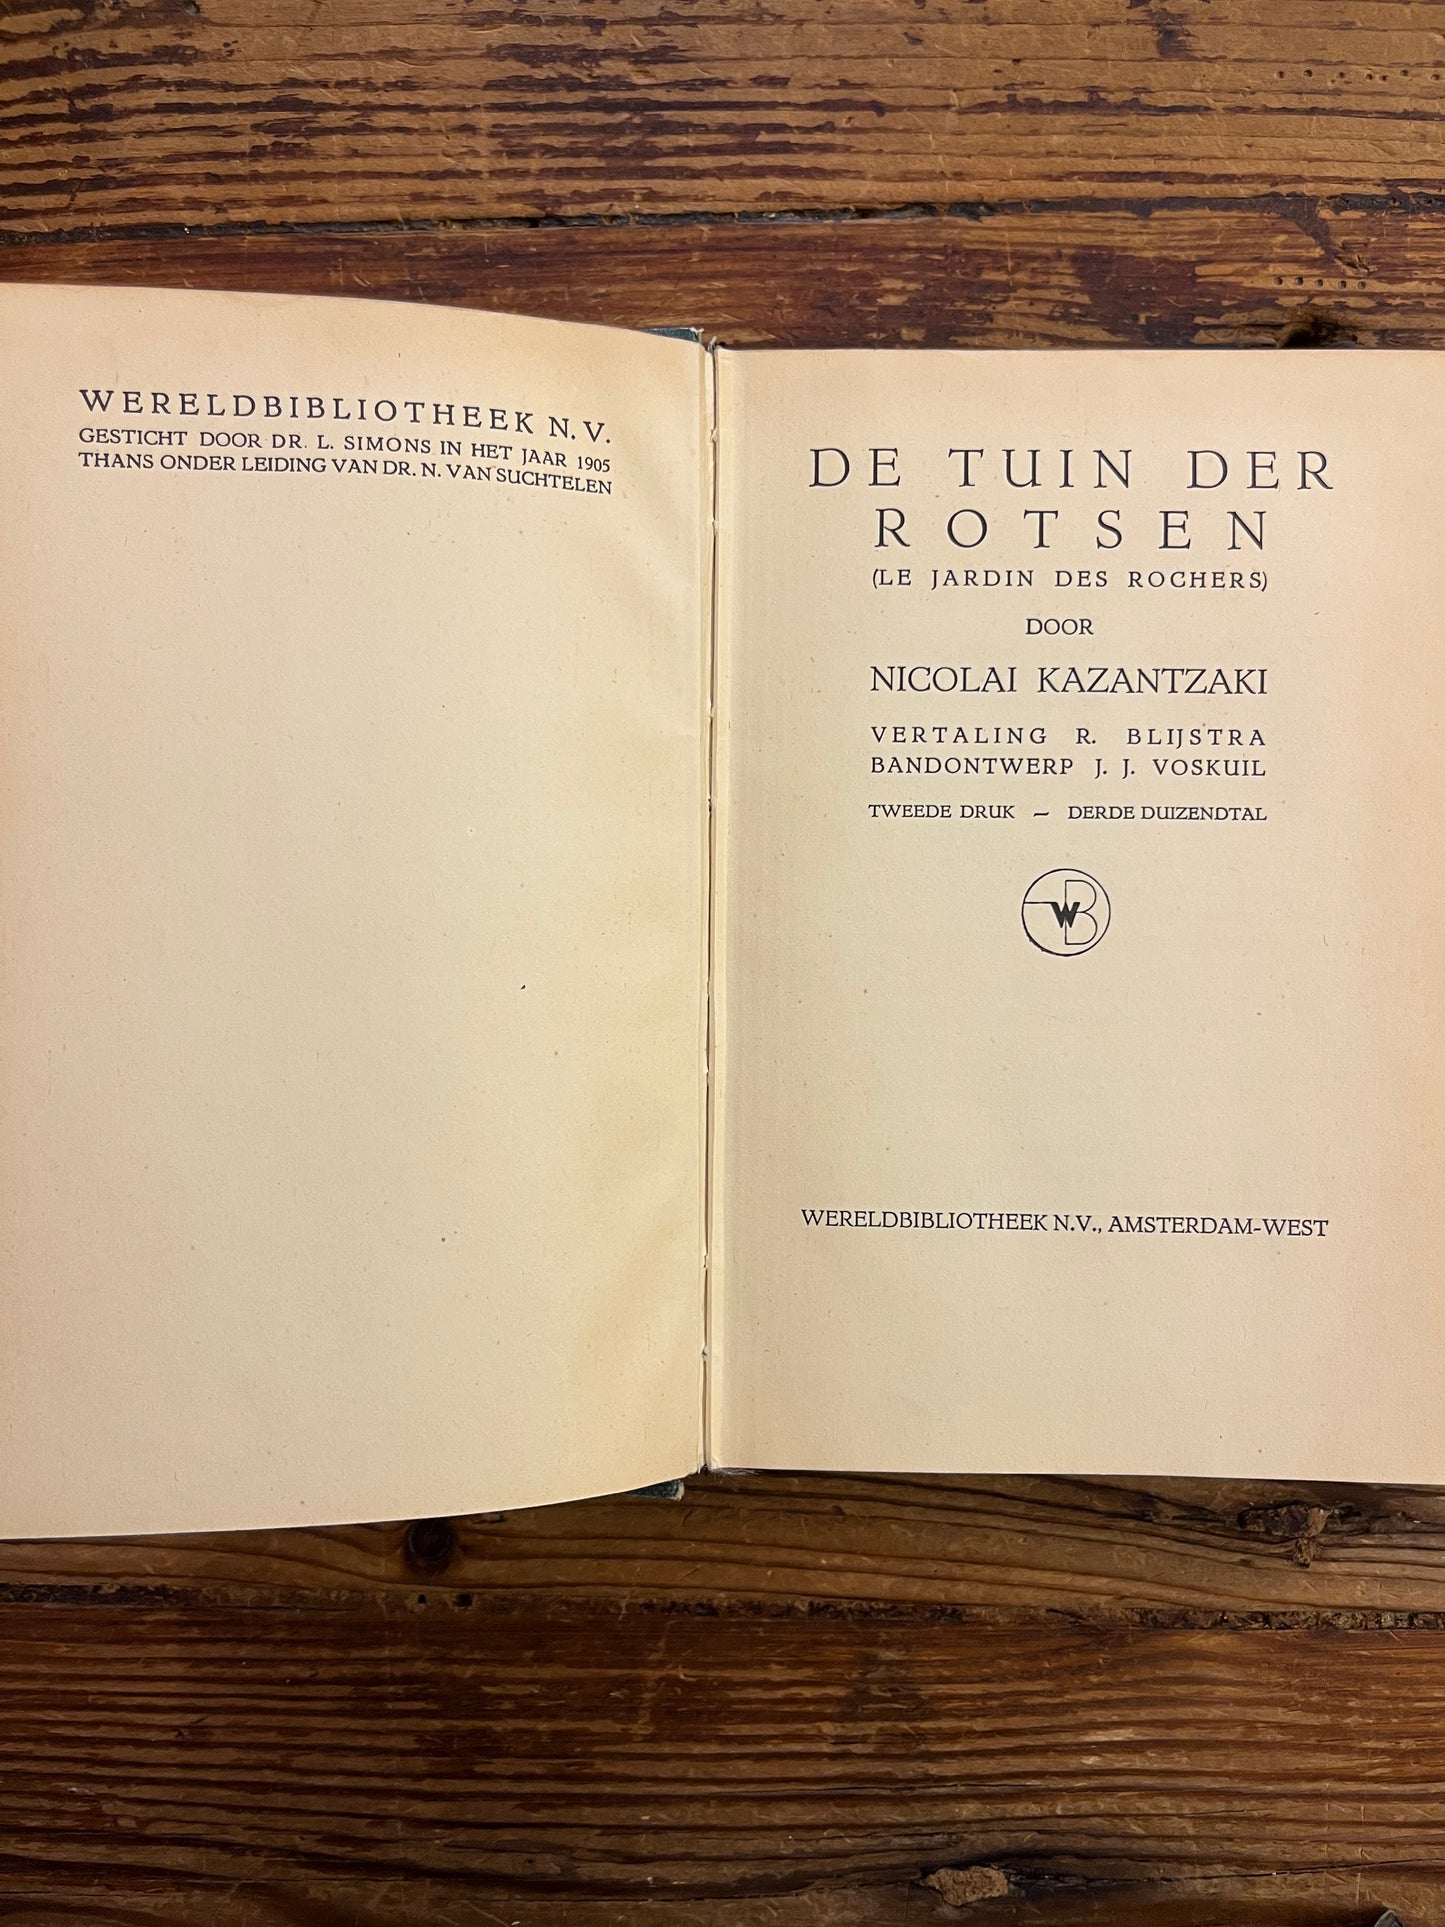 WERELDBIBLIOTHEEK N.V.
GESTICHT DOOR DR. L. SIMONS IN HET JAAR 1905
THANS ONDER LEIDING VAN DR. N. VAN SUCHTELEN
DE TUIN DER
ROTSEN
(LE JARDIN DES ROCHERS)
DOOR
NICOLAI KAZANTZAKI
VERTALING R. BLIJSTRA
BANDONTWERP J. J. VOSKUIL
TWEEDE DRUK — DERDE DUIZENDTAL
WB
WERELDBIBLIOTHEEK N.V., AMSTERDAM-WEST